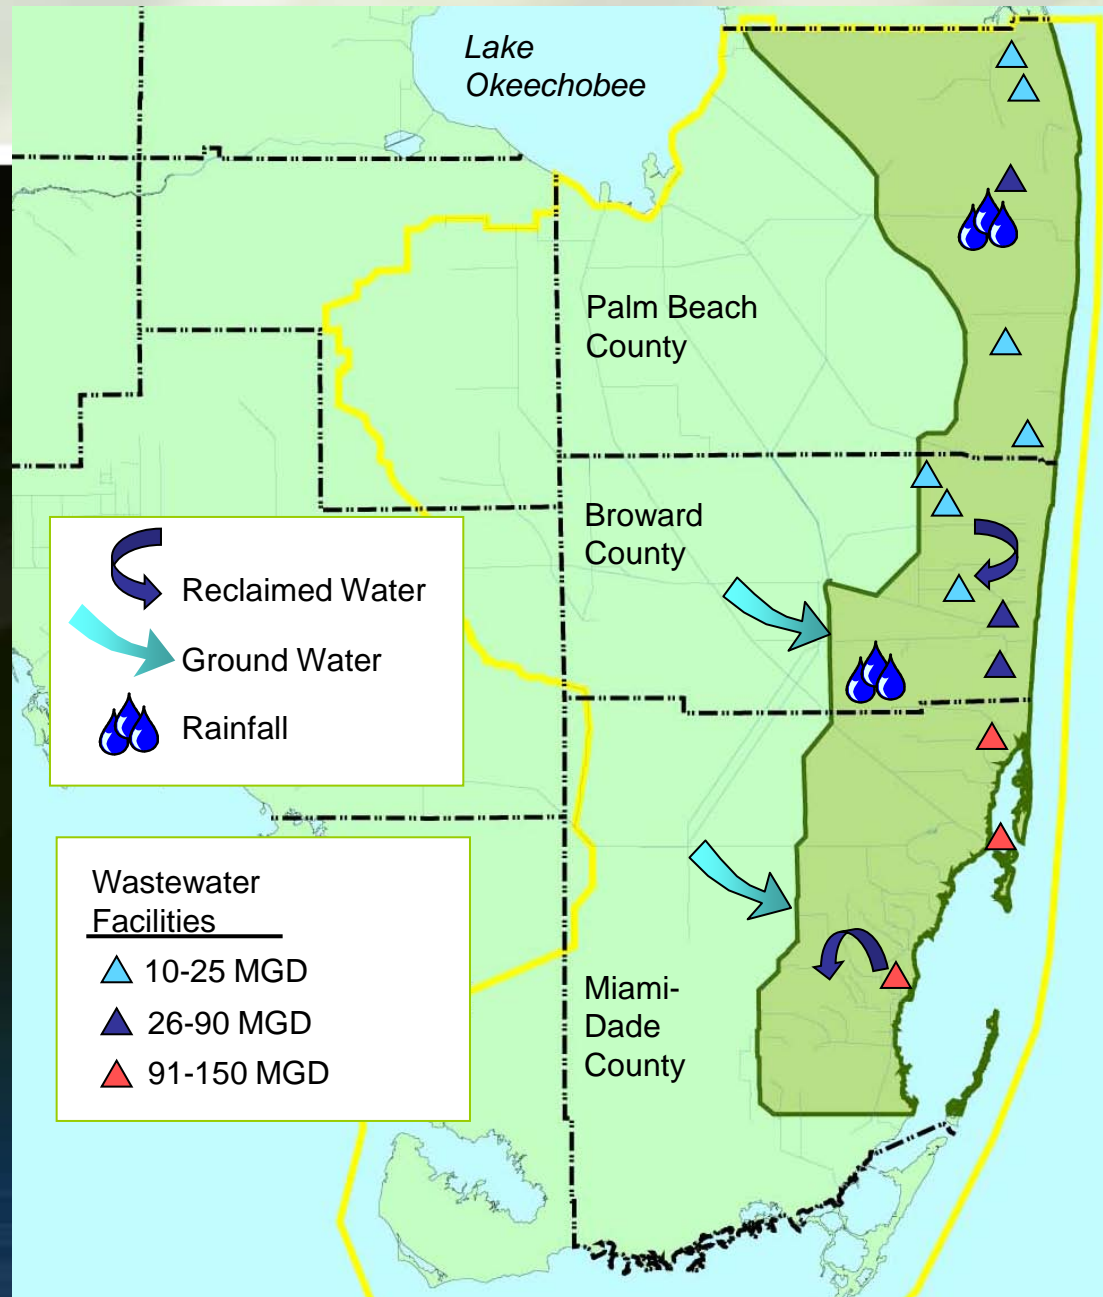 Lake
Okeechobee
Palm Beach
County
Broward
County
Reclaimed Water
Ground Water
Rainfall
Wastewater
Facilities
10-25 MGD
26-90 MGD
91-150 MGD
Miami-
Dade
County